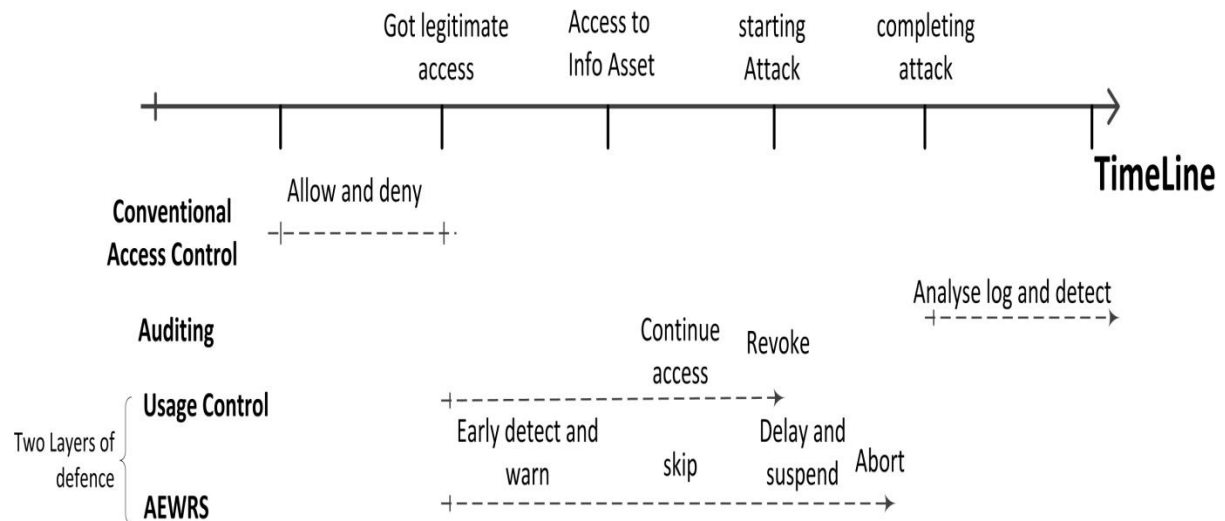 Got legitimate
access
Access to
Info Asset
starting
Attack
completing
attack
TimeLine
Allow and deny
Conventional
Access Control
Analyse log and detect
Auditing
Continue
access
Revoke
Usage Control
Two Layers of
defence
Early detect and
warn
skip
Delay and
suspend
Abort
AEWRS